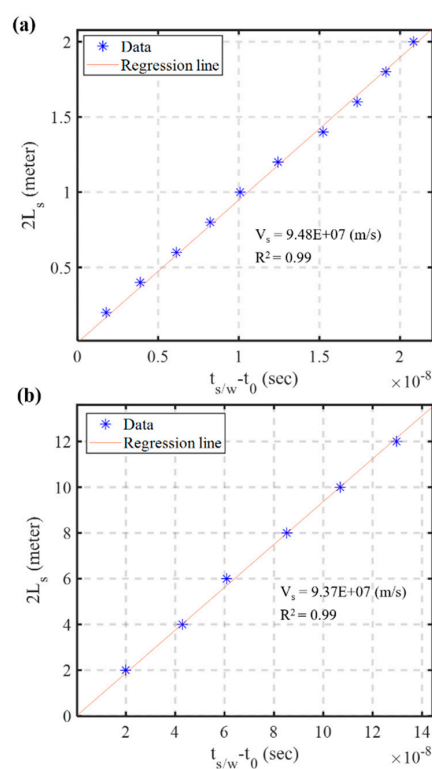 (a)
2
1.5
1
0.5
Data
Regression line
V_s = 9.48E+07 (m/s)
R² = 0.99
2L_s (meter)
0 0.5 1 1.5 2
t_s/w-t_0 (sec)
×10⁻⁸
(b)
12
10
8
6
4
2
0
Data
Regression line
V_s = 9.37E+07 (m/s)
R² = 0.99
2L_s (meter)
2 4 6 8 10 12 14
t_s/w-t_0 (sec)
×10⁻⁸